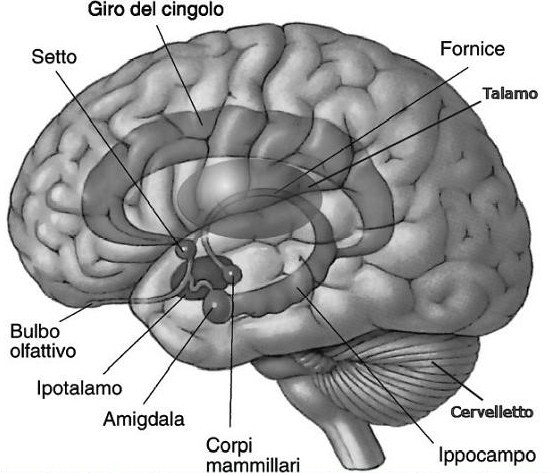 Giro del cingolo
Setto
Fornice
Talamo
Bulbo
olfattivo
Ipotalamo
Amigdala
Corpi
mammillari
Cervelletto
Ippocampo